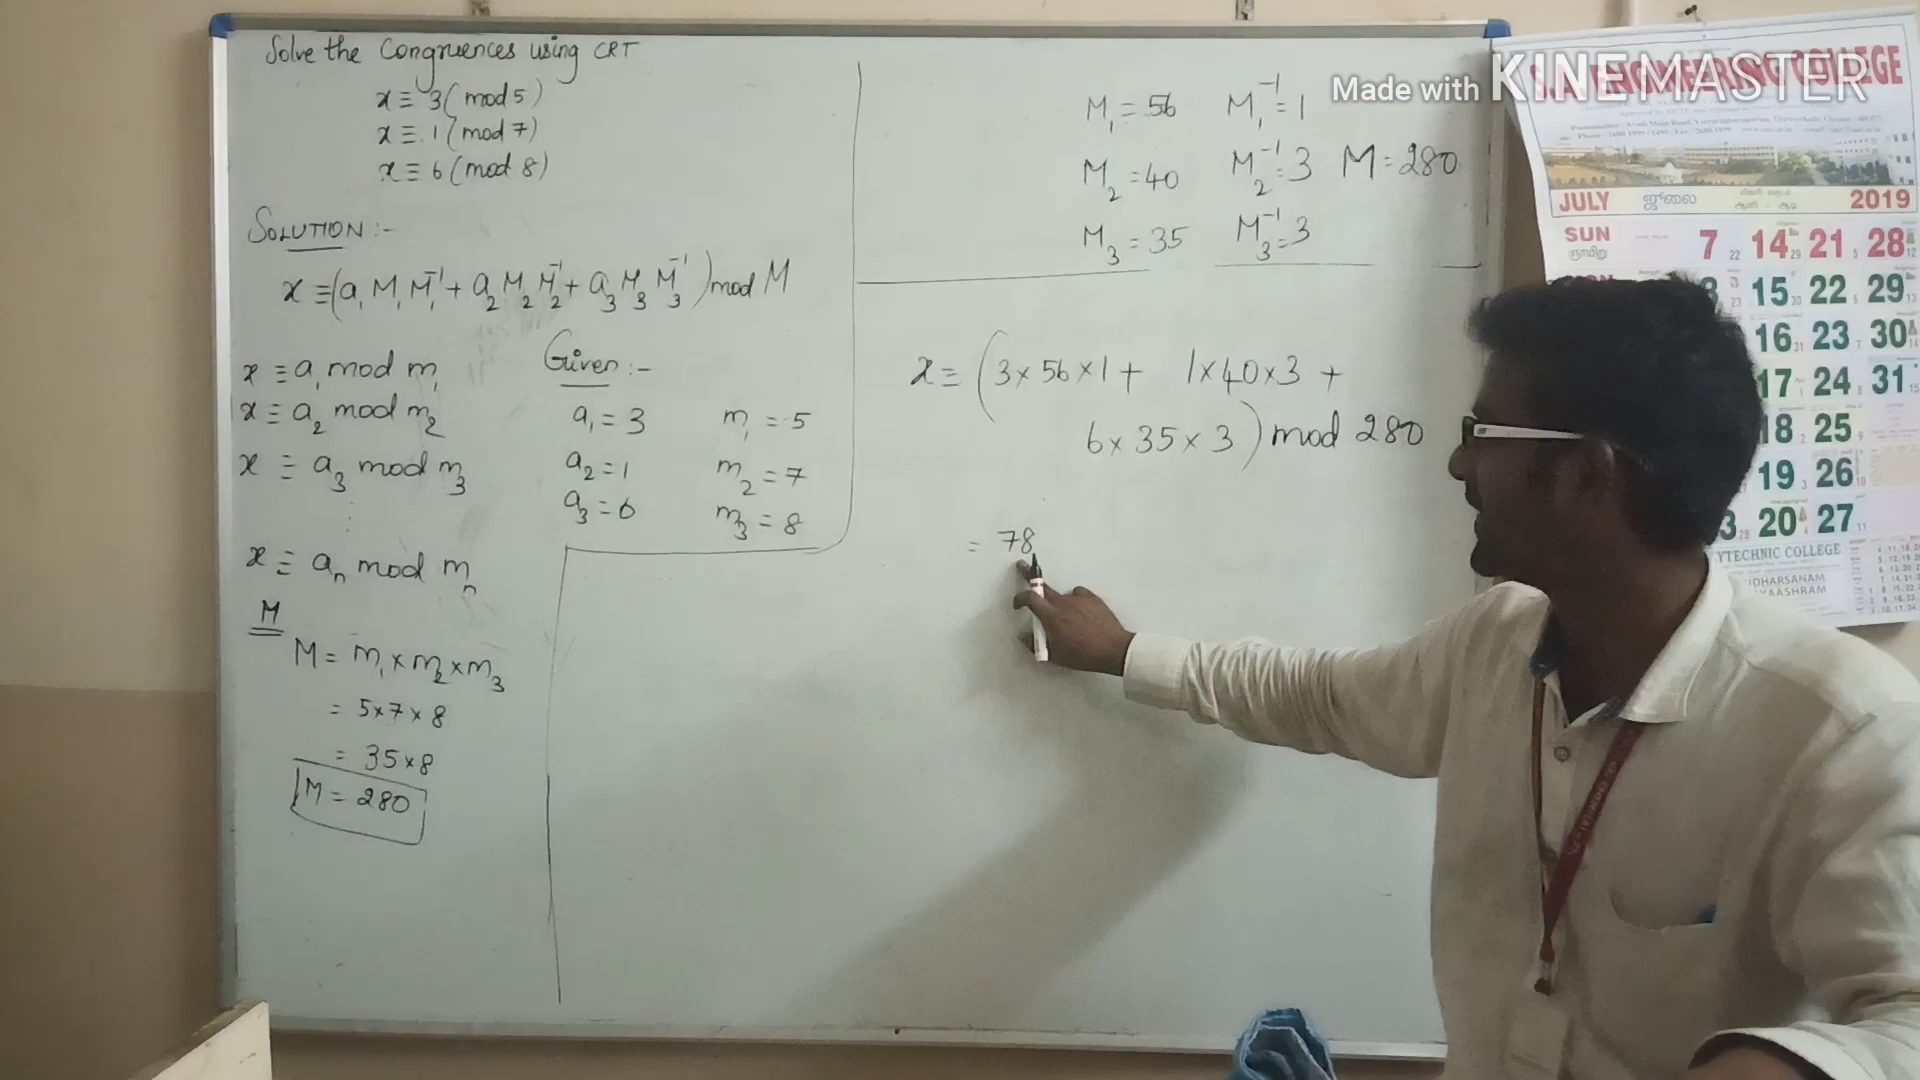 Solve the Congruences using CRT
x ≡ 3 (mod 5)
x ≡ 1 (mod 7)
x ≡ 6 (mod 8)
SOLUTION :-
x ≡ (a₁ M₁ M₁⁻¹ + a₂ M₂ M₂⁻¹ + a₃ M₃ M₃⁻¹) mod M
x ≡ a₁ mod m₁
x ≡ a₂ mod m₂
x ≡ a₃ mod m₃
⋮
x ≡ aₙ mod mₙ
Given :-
a₁ = 3 m₁ = 5
a₂ = 1 m₂ = 7
a₃ = 6 m₃ = 8
M
M = m₁ × m₂ × m₃
= 5 × 7 × 8
= 35 × 8
M = 280
M₁ = 56 M₁⁻¹ = 1
M₂ = 40 M₂⁻¹ = 3 M = 280
M₃ = 35 M₃⁻¹ = 3
x ≡ (3 × 56 × 1 + 1 × 40 × 3 +
6 × 35 × 3) mod 280
= 78
Made with KINEMASTER
ENGINEERING COLLEGE
JULY ஜூலை ஆனி - ஆடி 2019
SUN 7 14 21 28
ஞாயிறு
15 22 29
16 23 30
17 24 31
18 25
19 26
20 27
YTECHNIC COLLEGE
IDHARSANAM
YAASHRAM